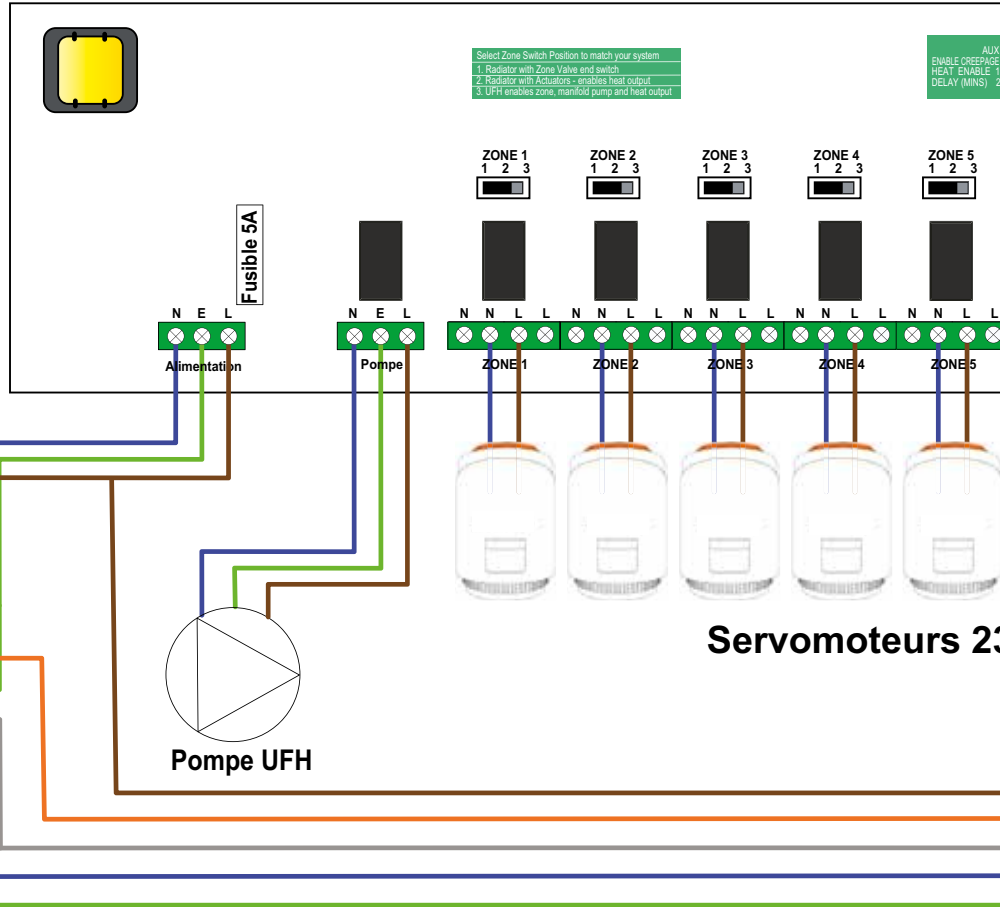 Select Zone Switch Position to match your system
1. Radiator with Zone Valve end switch
2. Radiator with Actuators - enables heat output
3. UFH enables zone, manifold pump and heat output
AUX
ENABLE CREEPAGE
HEAT ENABLE 1
DELAY (MINS) 2
ZONE 1
1 2 3
ZONE 2
1 2 3
ZONE 3
1 2 3
ZONE 4
1 2 3
ZONE 5
1 2 3
Fusible 5A
N E L
N E L
N N L L
N N L L
N N L L
N N L L
N N L L
Alimentation
Pompe
ZONE 1
ZONE 2
ZONE 3
ZONE 4
ZONE 5
Servomoteurs 23
Pompe UFH